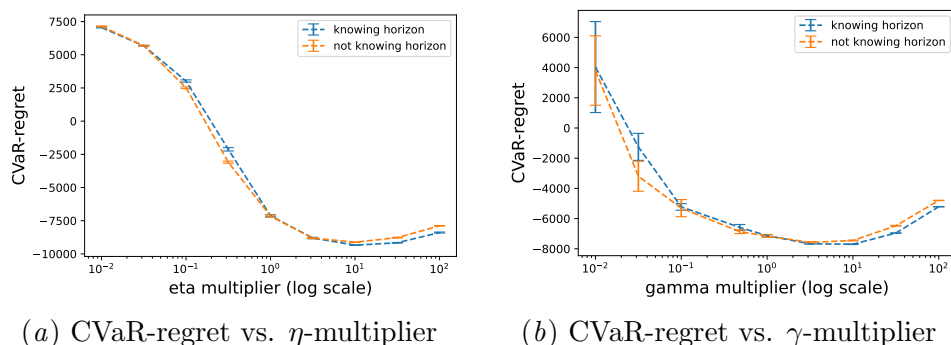 7500
5000
2500
0
−2500
−5000
−7500
−10000
CVaR-regret
knowing horizon
not knowing horizon
10⁻² 10⁻¹ 10⁰ 10¹ 10²
eta multiplier (log scale)
(a) CVaR-regret vs. η-multiplier
6000
4000
2000
0
−2000
−4000
−6000
−8000
CVaR-regret
knowing horizon
not knowing horizon
10⁻² 10⁻¹ 10⁰ 10¹ 10²
gamma multiplier (log scale)
(b) CVaR-regret vs. γ-multiplier